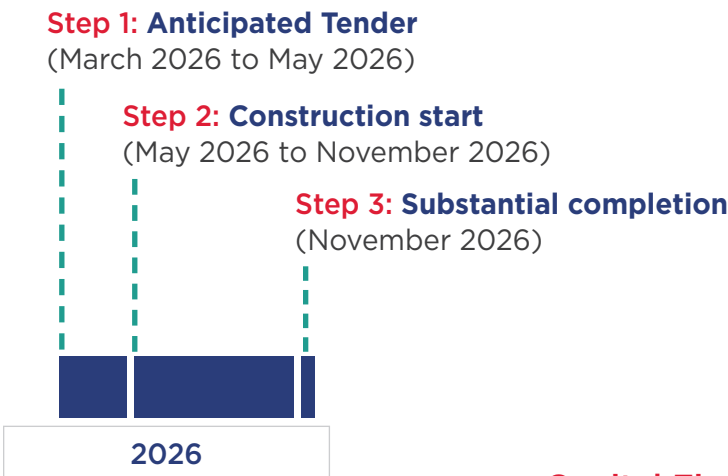 Step 1: Anticipated Tender
(March 2026 to May 2026)
Step 2: Construction start
(May 2026 to November 2026)
Step 3: Substantial completion
(November 2026)
2026